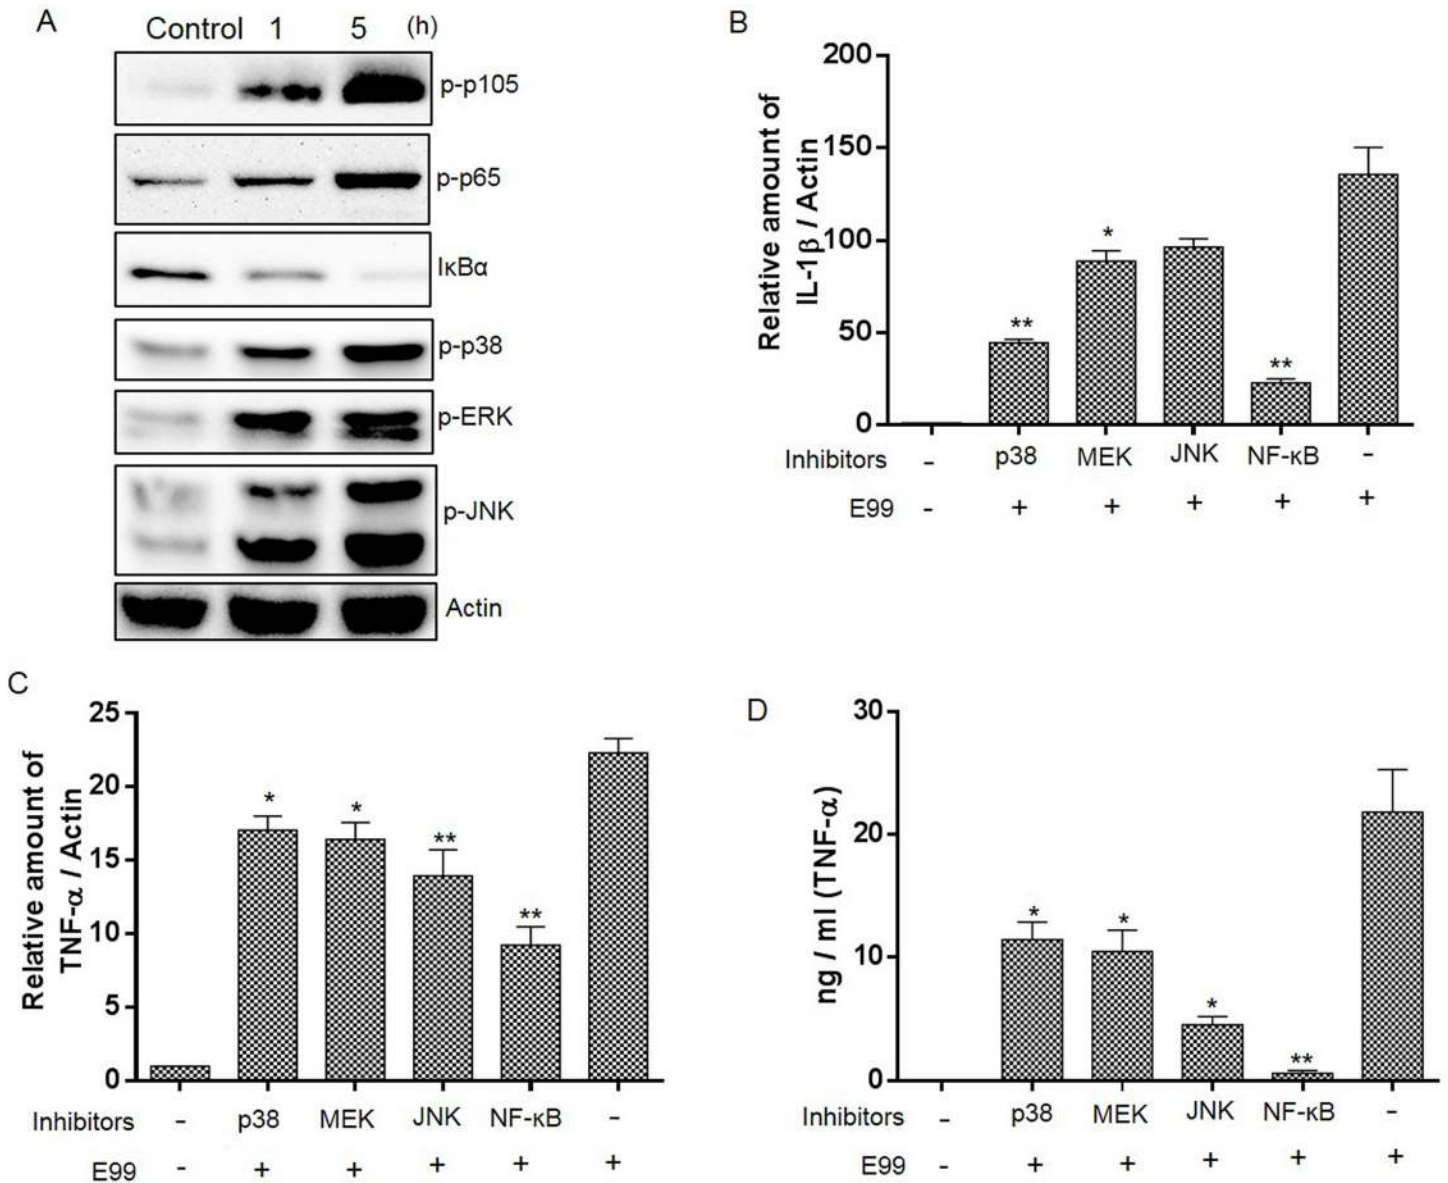 A
Control 1 5 (h)
p-p105
p-p65
IκBα
p-p38
p-ERK
p-JNK
Actin
B
Relative amount of
IL-1β / Actin
200
150
100
50
0
*
**
**
Inhibitors - p38 MEK JNK NF-κB -
E99 - + + + + +
C
Relative amount of
TNF-α / Actin
25
20
15
10
5
0
* * ** **
Inhibitors - p38 MEK JNK NF-κB -
E99 - + + + + +
D
ng / ml (TNF-α)
30
20
10
0
* * * **
Inhibitors - p38 MEK JNK NF-κB -
E99 - + + + + +